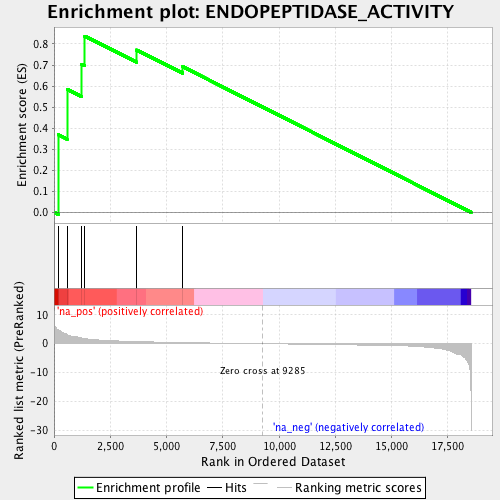 Enrichment plot: ENDOPEPTIDASE_ACTIVITY
Enrichment score (ES)
0.8
0.7
0.6
0.5
0.4
0.3
0.2
0.1
0.0
'na_pos' (positively correlated)
Ranked list metric (PreRanked)
10
0
-10
-20
-30
Zero cross at 9285
'na_neg' (negatively correlated)
0 2,500 5,000 7,500 10,000 12,500 15,000 17,500
Rank in Ordered Dataset
Enrichment profile Hits Ranking metric scores